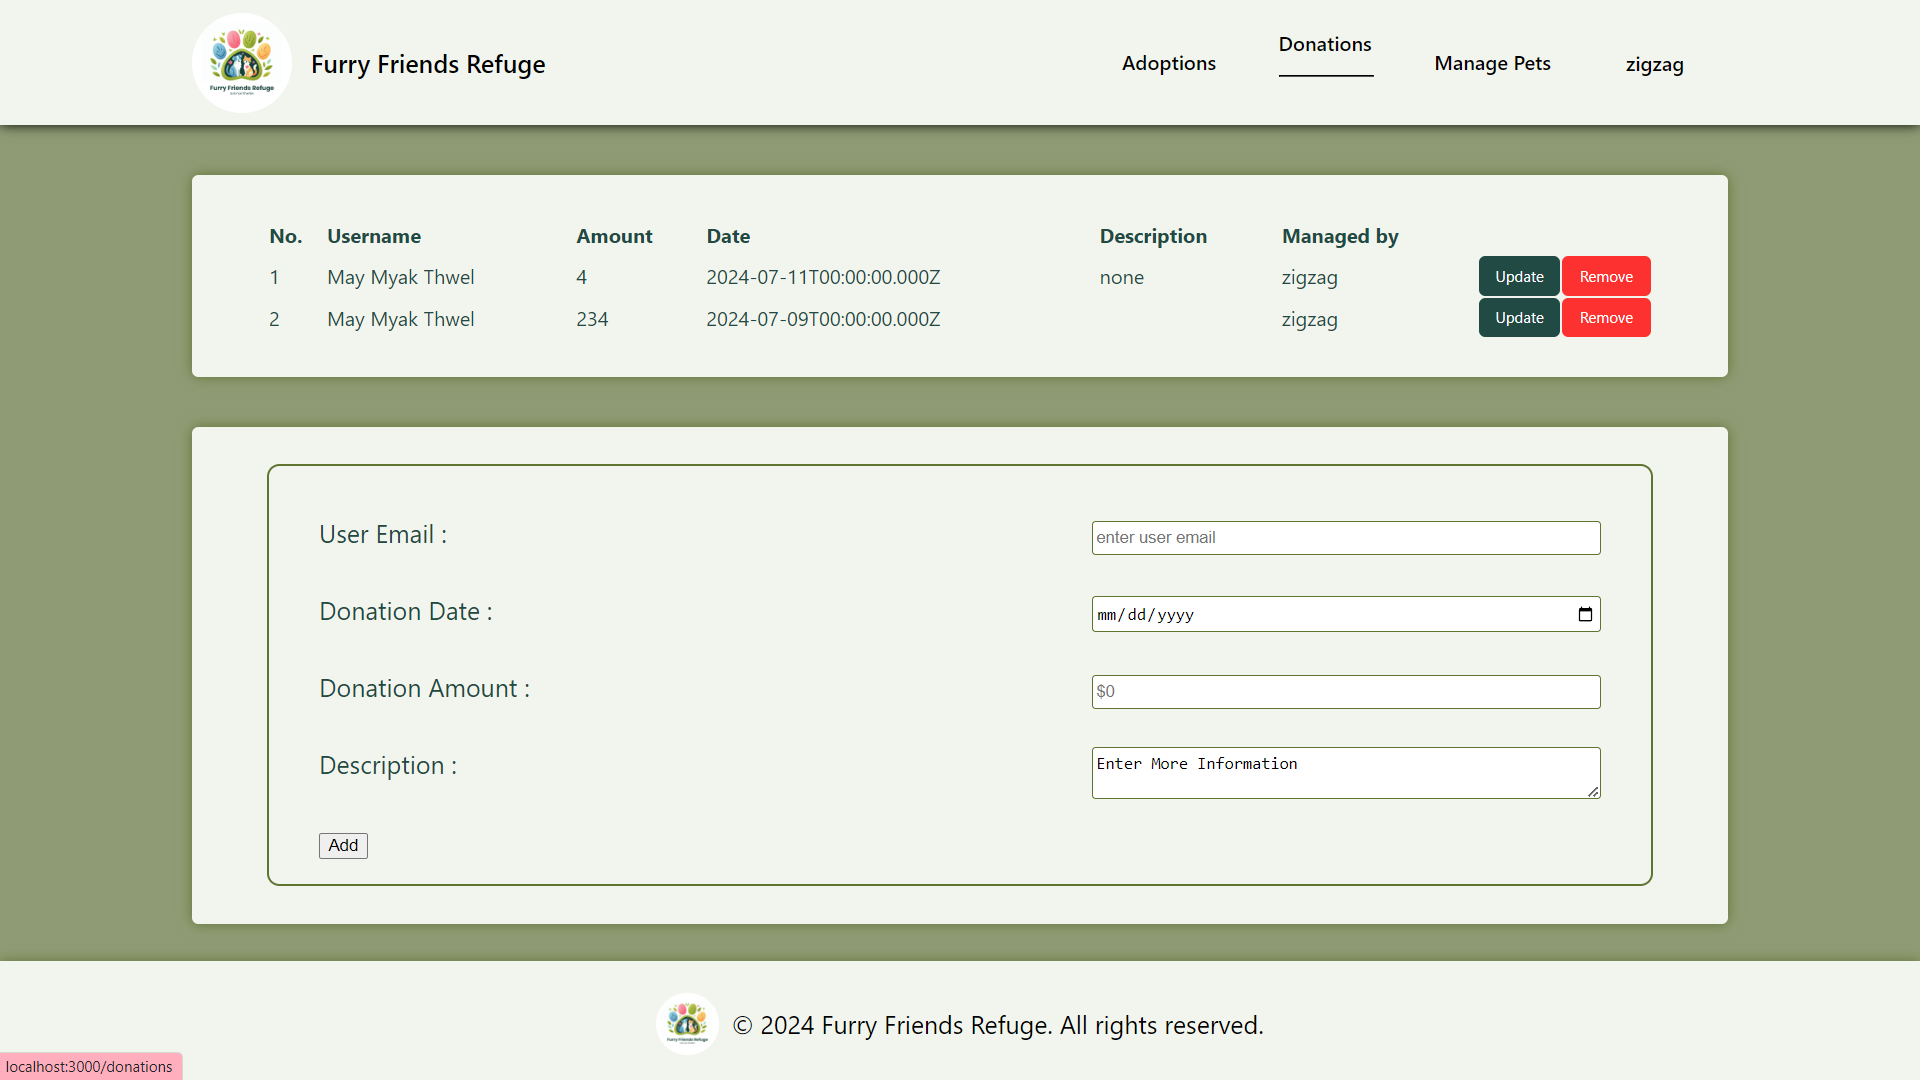 Furry Friends Refuge
Furry Friends Refuge
Adoptions
Donations
Manage Pets
zigzag
No. Username Amount Date Description Managed by
1 May Myak Thwel 4 2024-07-11T00:00:00.000Z none zigzag Update Remove
2 May Myak Thwel 234 2024-07-09T00:00:00.000Z zigzag Update Remove
User Email : enter user email
Donation Date : mm/dd/yyyy
Donation Amount : $0
Description : Enter More Information
Add
Furry Friends Refuge
© 2024 Furry Friends Refuge. All rights reserved.
localhost:3000/donations